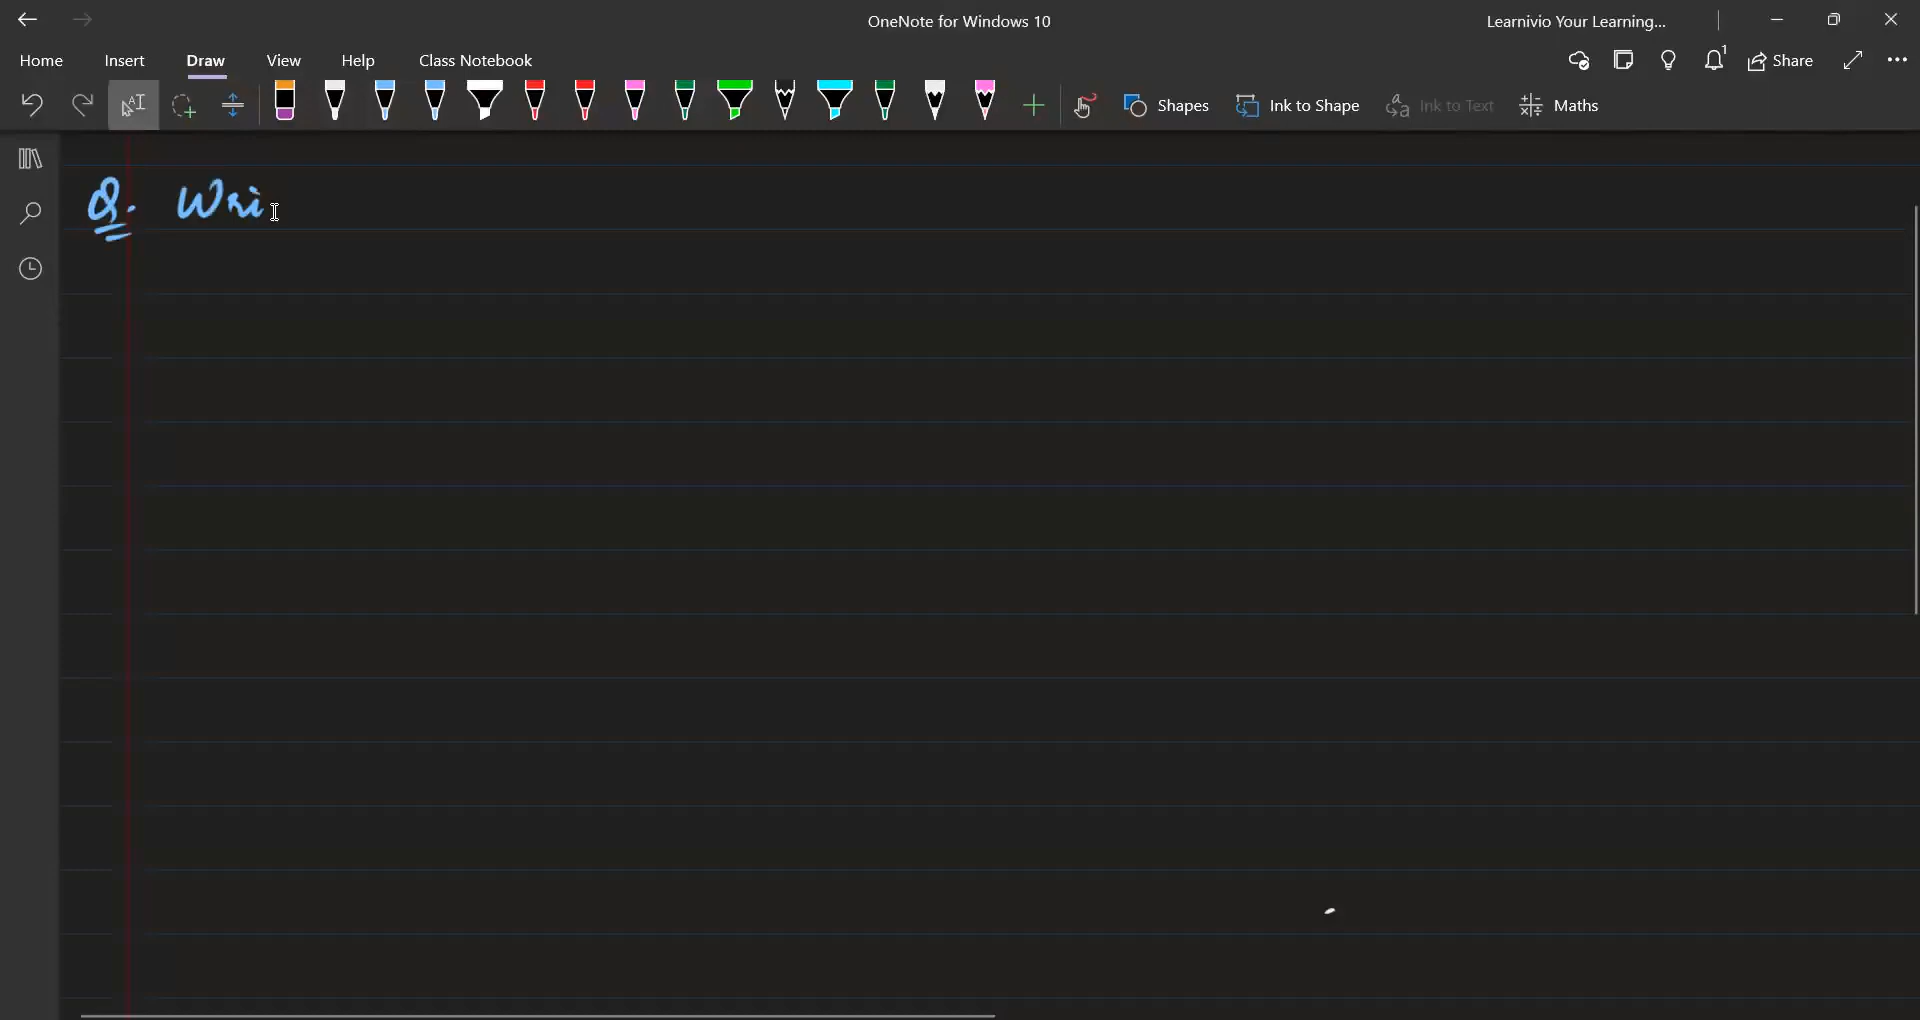 OneNote for Windows 10
Learnivio Your Learning...
Home Insert Draw View Help Class Notebook
1
Share
Shapes Ink to Shape Ink to Text Maths
Q. Wri